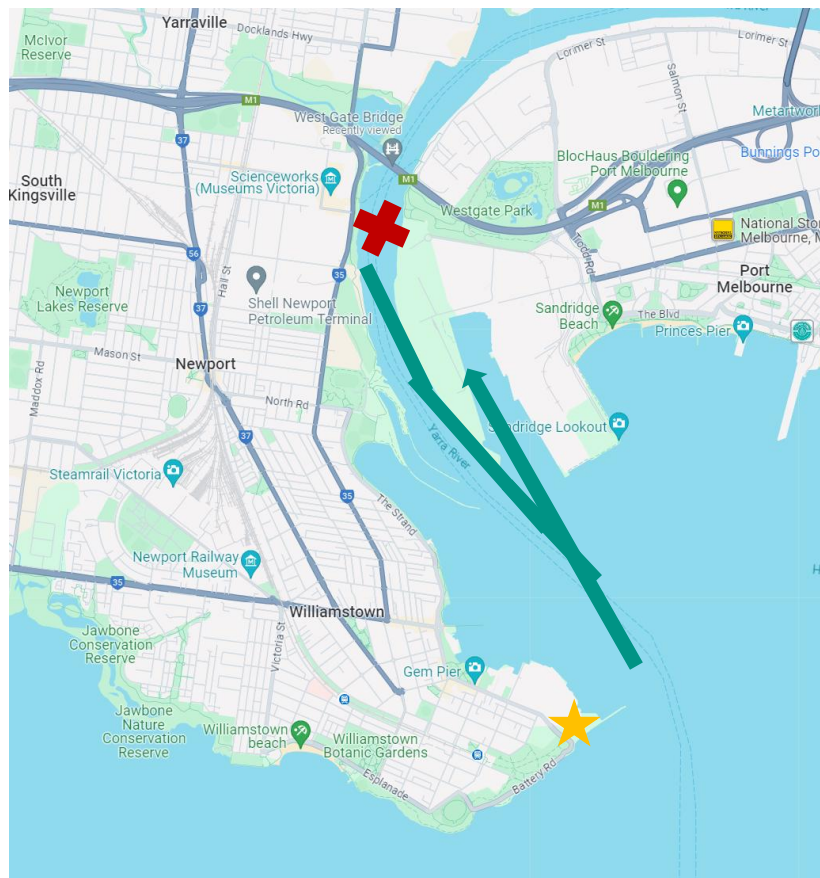 Yarraville
Docklands Hwy
McIvor
Reserve
Lorimer St
Lorimer St
Salmon St
M1
West Gate Bridge
Recently viewed
Metartwork
37
BlocHaus Bouldering
Port Melbourne
Bunnings Po
Scienceworks
(Museums Victoria)
M1
South
Kingsville
Westgate Park
M1
National Sto
Melbourne, M
56
Hall St
35
Port
Melbourne
Newport
Lakes Reserve
Shell Newport
Petroleum Terminal
37
Sandridge
Beach
The Blvd
Princes Pier
Mason St
Newport
Maddox Rd
North Rd
37
Sandridge Lookout
Yarra River
Steamrail Victoria
35
The Strand
Newport Railway
Museum
35
Williamstown
Victoria St
Jawbone
Conservation
Reserve
Gem Pier
Jawbone
Nature
Conservation
Reserve
Williamstown
beach
Williamstown
Botanic Gardens
Esplanade
Battery Rd